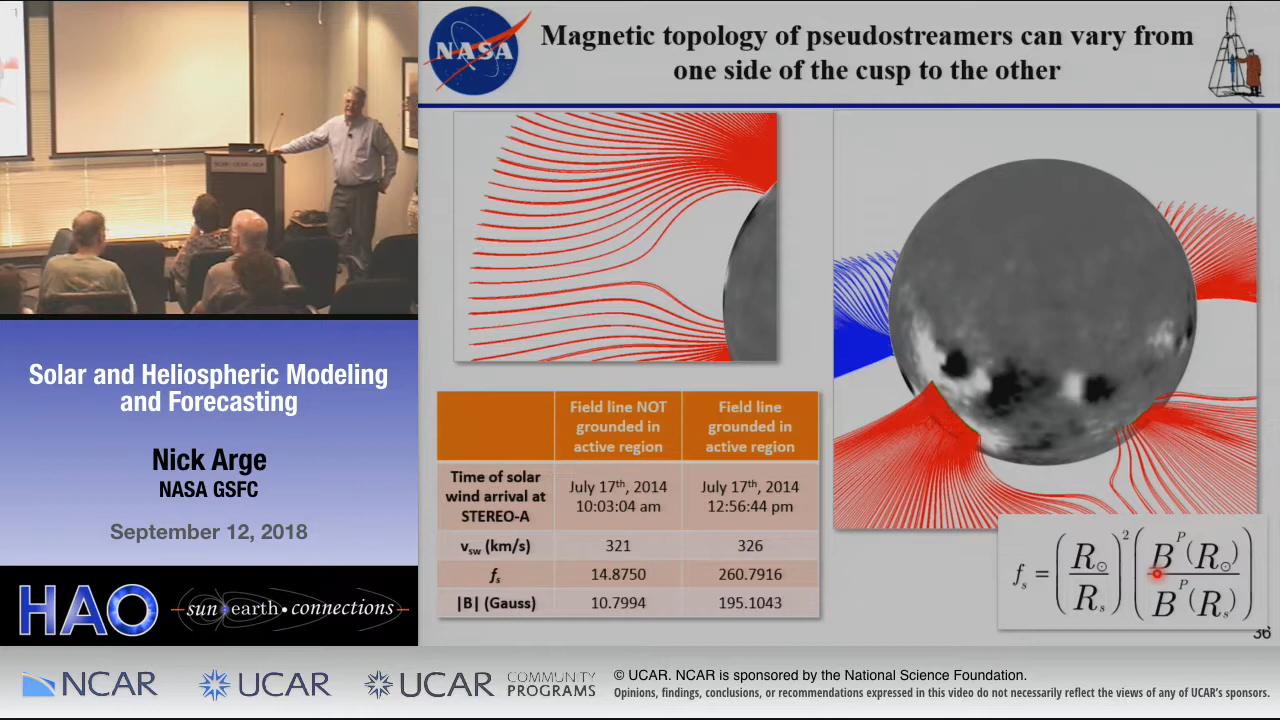 NASA
Magnetic topology of pseudostreamers can vary from
one side of the cusp to the other
NCAR•UCAR•UCP
Field line NOT
grounded in
active region
Field line
grounded in
active region
Time of solar
wind arrival at
STEREO-A
July 17th, 2014
10:03:04 am
July 17th, 2014
12:56:44 pm
vsw (km/s)
321
326
fs
14.8750
260.7916
|B| (Gauss)
10.7994
195.1043
fs = (R☉/Rs)² (B^P(R☉)/B^P(Rs))
36
Solar and Heliospheric Modeling
and Forecasting
Nick Arge
NASA GSFC
September 12, 2018
HAO
sun•earth•connections
NCAR
UCAR
UCAR
COMMUNITY
PROGRAMS
© UCAR. NCAR is sponsored by the National Science Foundation.
Opinions, findings, conclusions, or recommendations expressed in this video do not necessarily reflect the views of any of UCAR's sponsors.